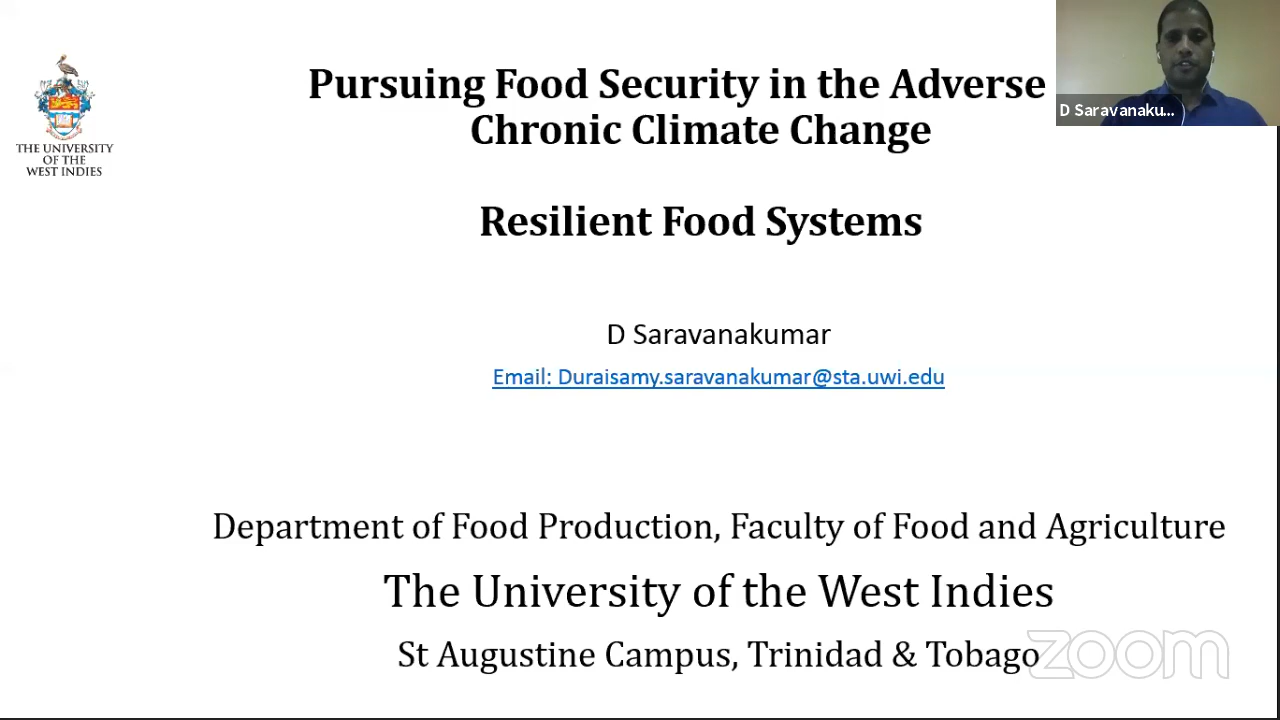 Pursuing Food Security in the Adverse
Chronic Climate Change
D Saravanaku...
THE UNIVERSITY
OF THE
WEST INDIES
Resilient Food Systems
D Saravanakumar
Email: Duraisamy.saravanakumar@sta.uwi.edu
Department of Food Production, Faculty of Food and Agriculture
The University of the West Indies
St Augustine Campus, Trinidad & Tobago
zoom